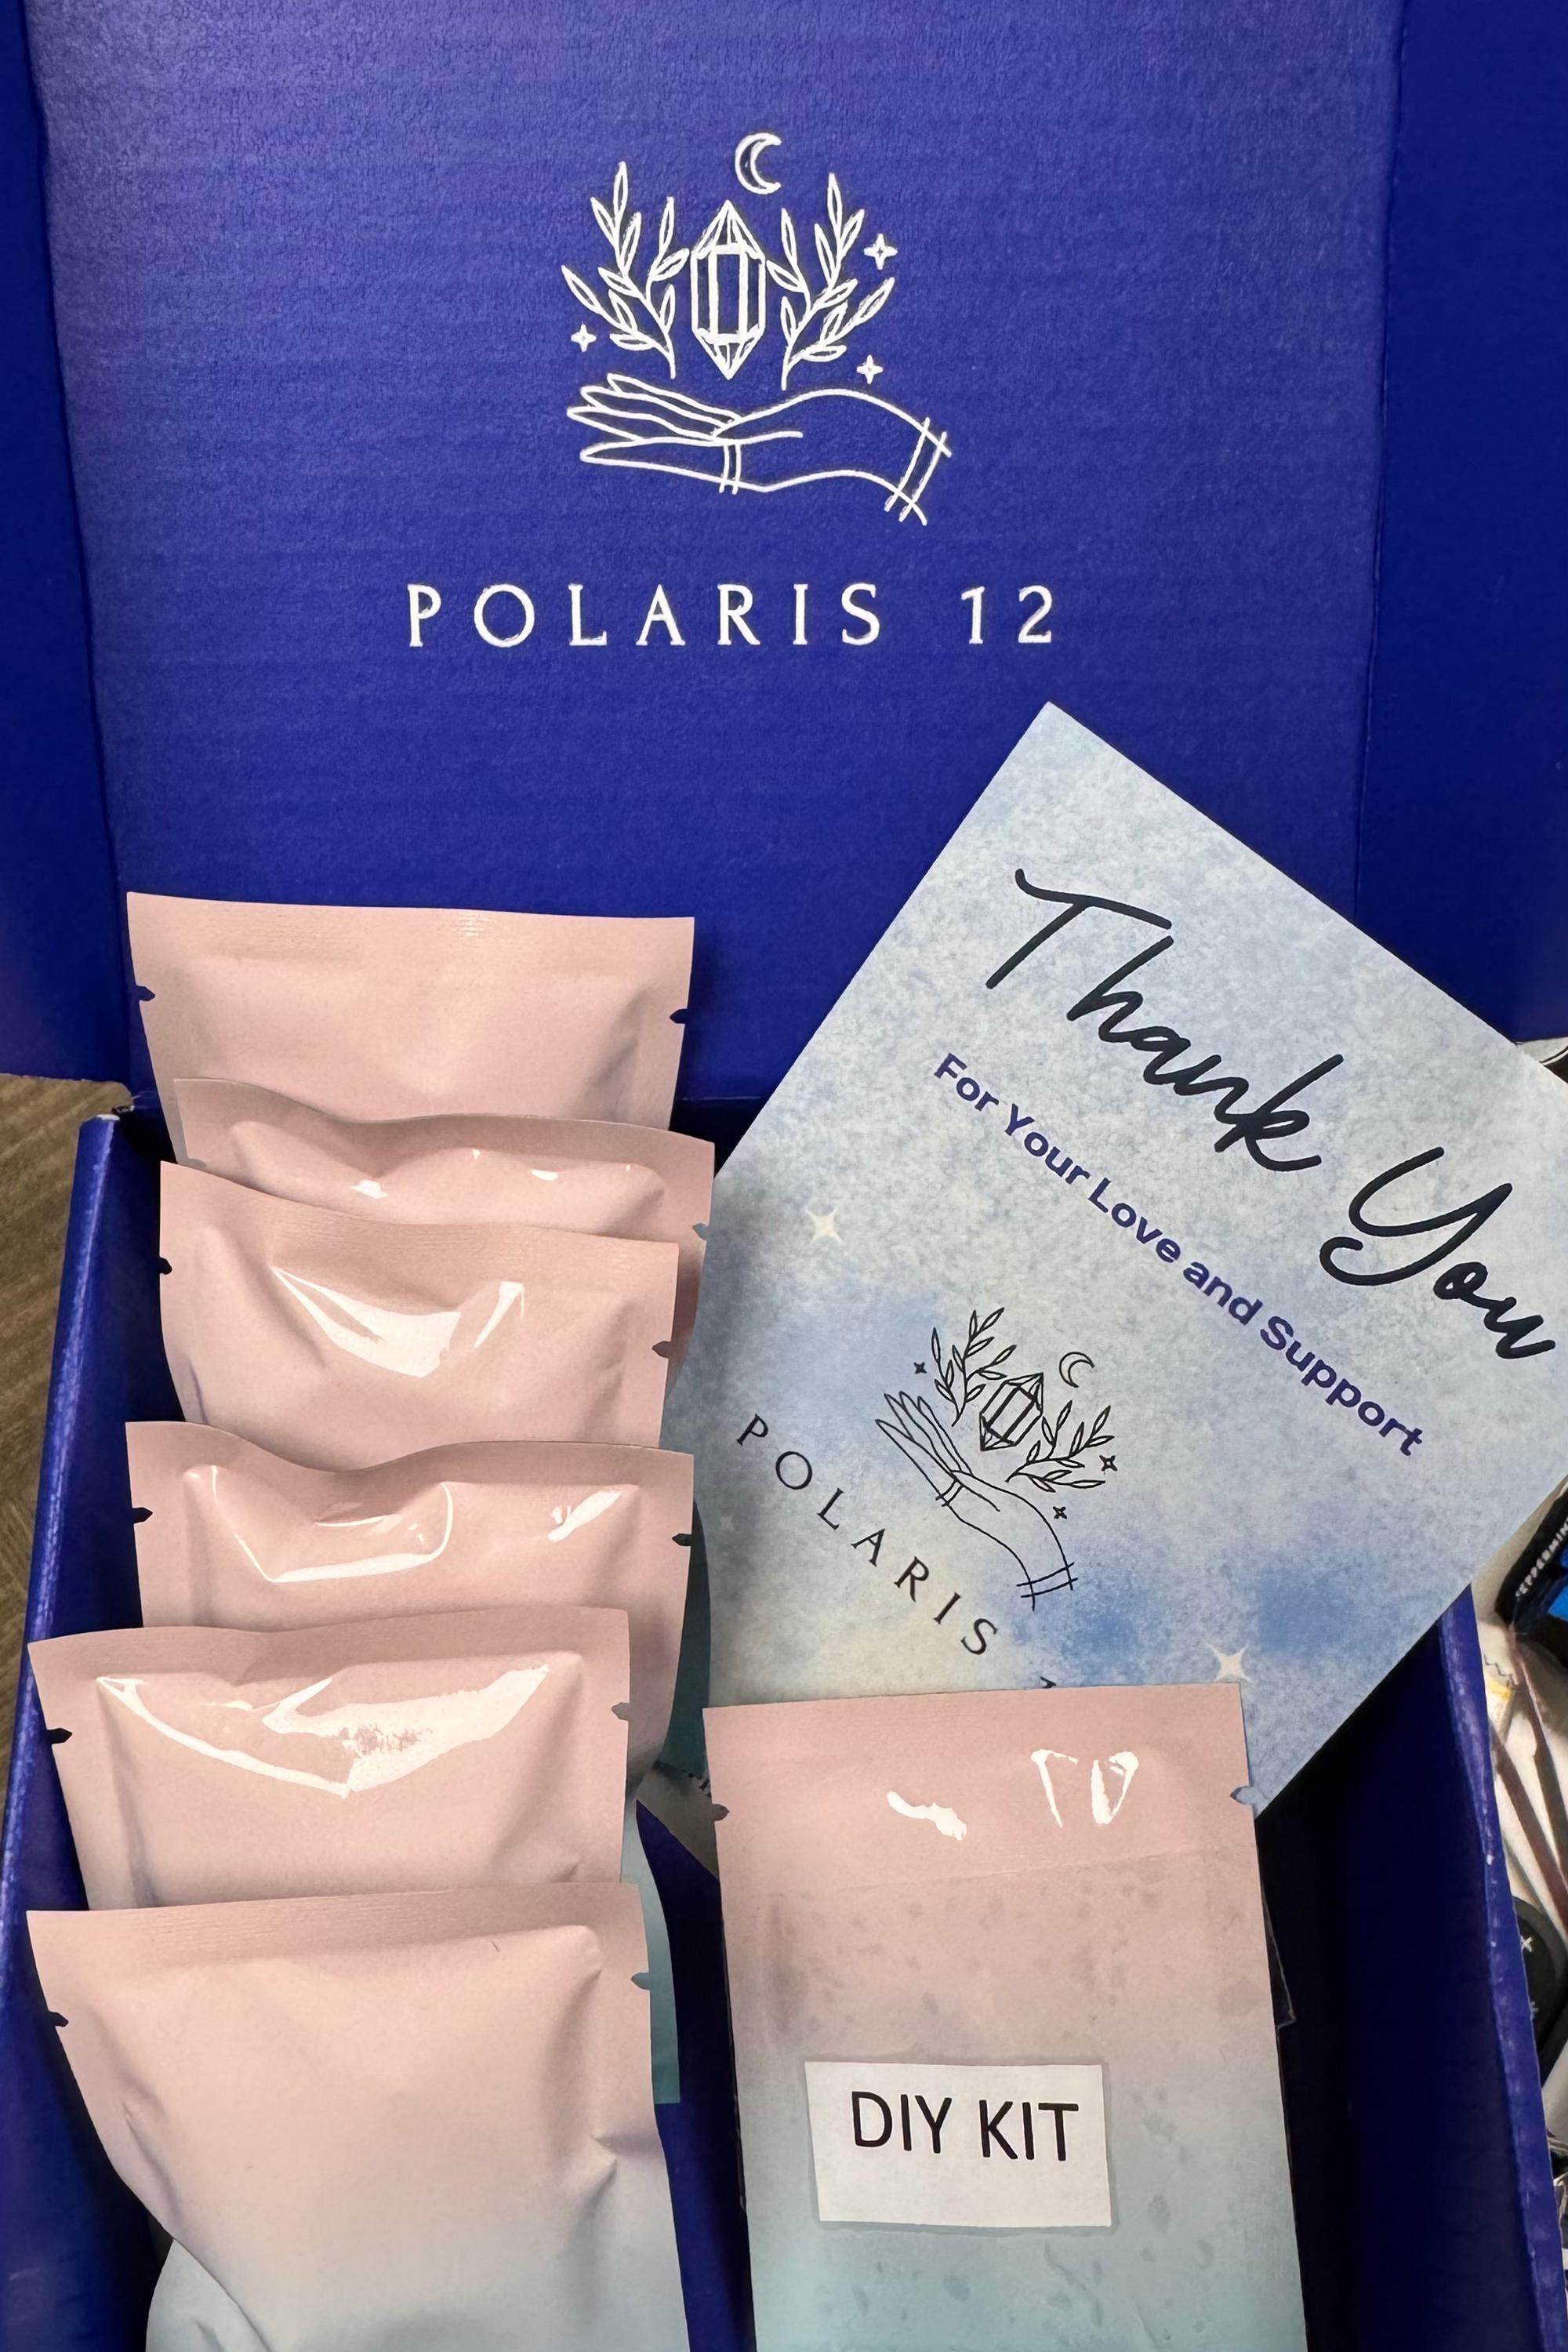 POLARIS 12
Thank You
For Your Love and Support
POLARIS
DIY KIT